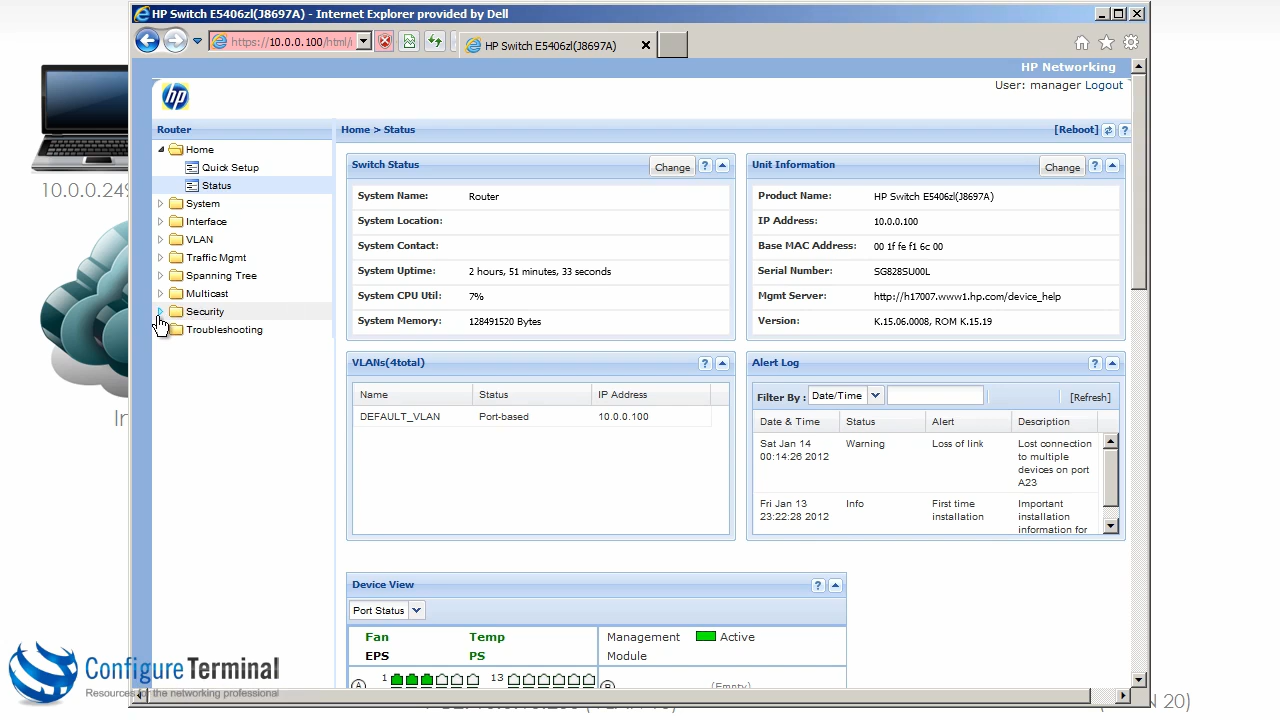 HP Switch E5406zl(J8697A) - Internet Explorer provided by Dell
https://10.0.0.100/html/
HP Switch E5406zl(J8697A)
HP Networking
User: manager Logout
hp
Router
Home > Status
[Reboot]
Home
Quick Setup
Status
System
Interface
VLAN
Traffic Mgmt
Spanning Tree
Multicast
Security
Troubleshooting
Switch Status
Change
System Name: Router
System Location:
System Contact:
System Uptime: 2 hours, 51 minutes, 33 seconds
System CPU Util: 7%
System Memory: 128491520 Bytes
Unit Information
Change
Product Name: HP Switch E5406zl(J8697A)
IP Address: 10.0.0.100
Base MAC Address: 00 1f fe f1 6c 00
Serial Number: SG828SU00L
Mgmt Server: http://h17007.www1.hp.com/device_help
Version: K.15.06.0008, ROM K.15.19
VLANs(4total)
Name Status IP Address
DEFAULT_VLAN Port-based 10.0.0.100
Alert Log
Filter By : Date/Time [Refresh]
Date & Time Status Alert Description
Sat Jan 14 00:14:26 2012 Warning Loss of link Lost connection to multiple devices on port A23
Fri Jan 13 23:22:28 2012 Info First time installation Important installation information for
Device View
Port Status
Fan Temp
EPS PS
Management Module Active
A 1 13
(Empty)
10.0.0.249
In
Configure Terminal
Resources for the networking professional
20)